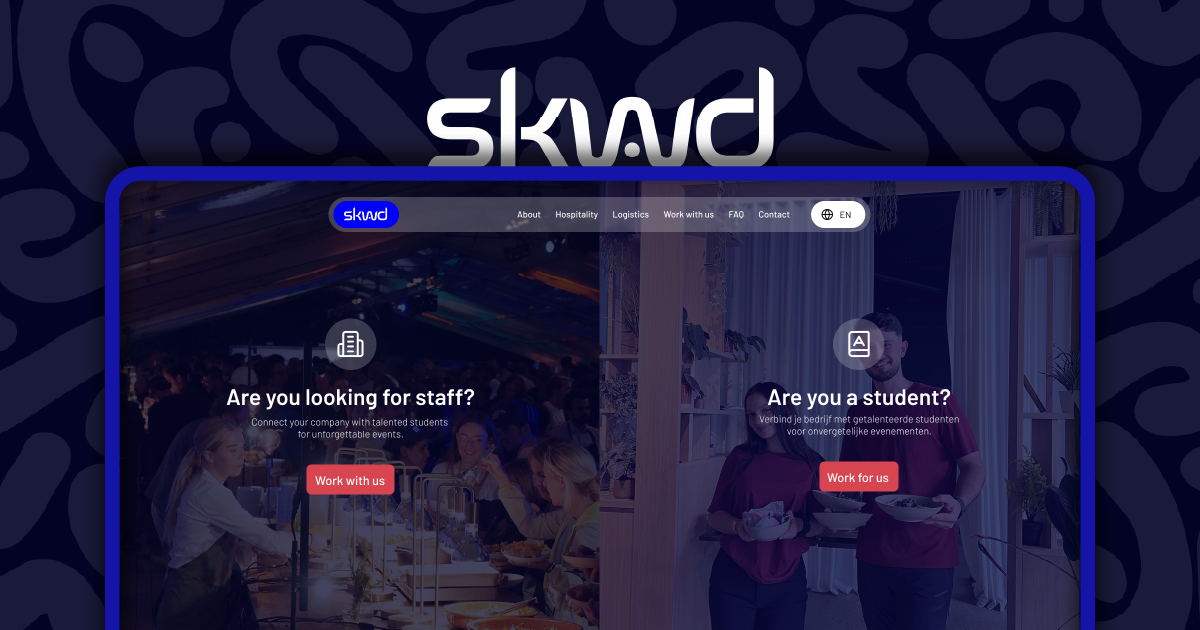 skwd
skwd
About Hospitality Logistics Work with us FAQ Contact EN
Are you looking for staff?
Connect your company with talented students
for unforgettable events.
Work with us
Are you a student?
Verbind je bedrijf met getalenteerde studenten
voor onvergetelijke evenementen.
Work for us